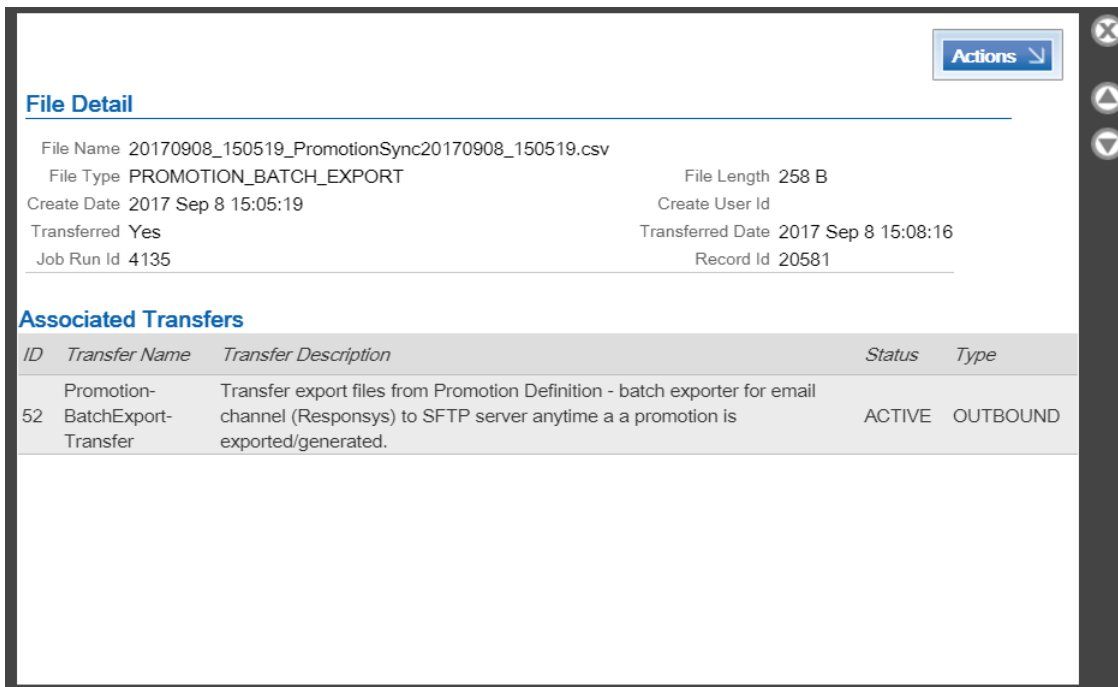 Actions
File Detail
File Name 20170908_150519_PromotionSync20170908_150519.csv
File Type PROMOTION_BATCH_EXPORT File Length 258 B
Create Date 2017 Sep 8 15:05:19 Create User Id
Transferred Yes Transferred Date 2017 Sep 8 15:08:16
Job Run Id 4135 Record Id 20581
Associated Transfers
ID Transfer Name Transfer Description Status Type
Promotion- Transfer export files from Promotion Definition - batch exporter for email
52 BatchExport- channel (Responsys) to SFTP server anytime a a promotion is ACTIVE OUTBOUND
Transfer exported/generated.